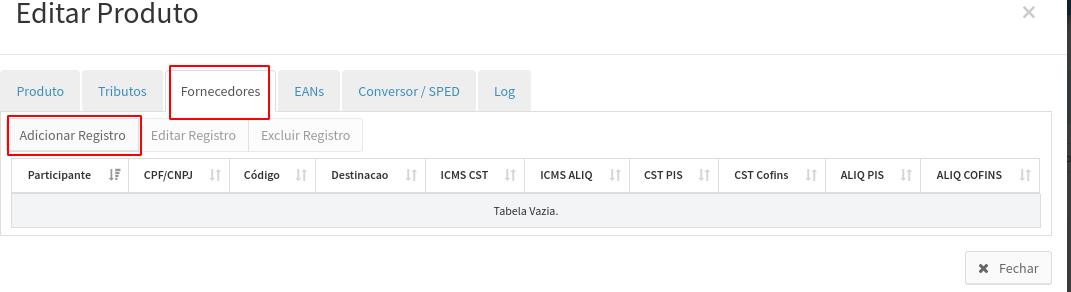 Editar Produto
×
Produto Tributos Fornecedores EANs Conversor / SPED Log
Adicionar Registro Editar Registro Excluir Registro
Participante CPF/CNPJ Código Destinacao ICMS CST ICMS ALIQ CST PIS CST Cofins ALIQ PIS ALIQ COFINS
Tabela Vazia.
✖ Fechar